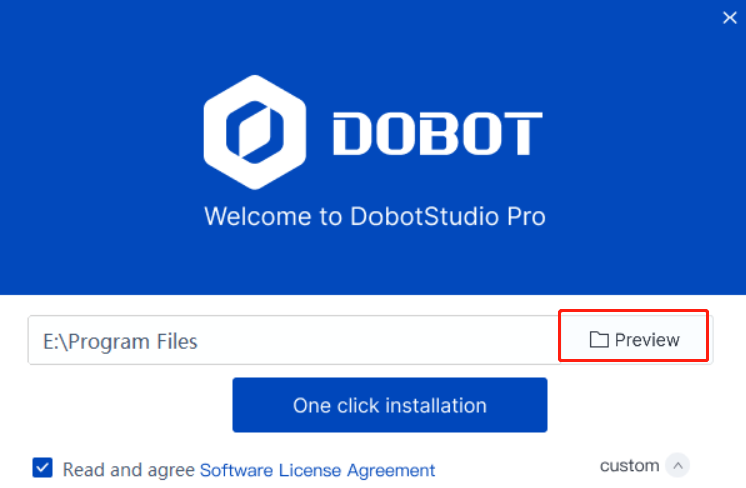 DOBOT
Welcome to DobotStudio Pro
E:\Program Files
Preview
One click installation
Read and agree Software License Agreement
custom